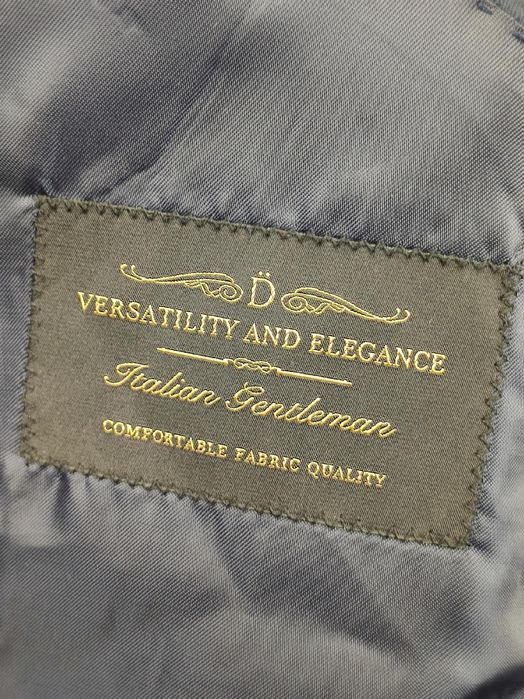 D̈
VERSATILITY AND ELEGANCE
Italian Gentleman
COMFORTABLE FABRIC QUALITY